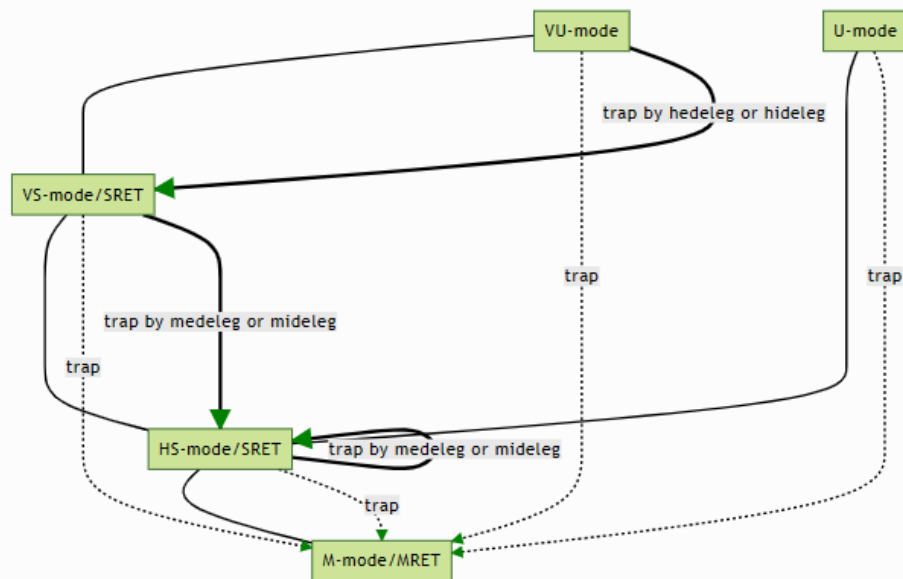 VU-mode
U-mode
trap by hedeleg or hideleg
VS-mode/SRET
trap
trap
trap by medeleg or mideleg
trap
HS-mode/SRET
trap by medeleg or mideleg
trap
M-mode/MRET